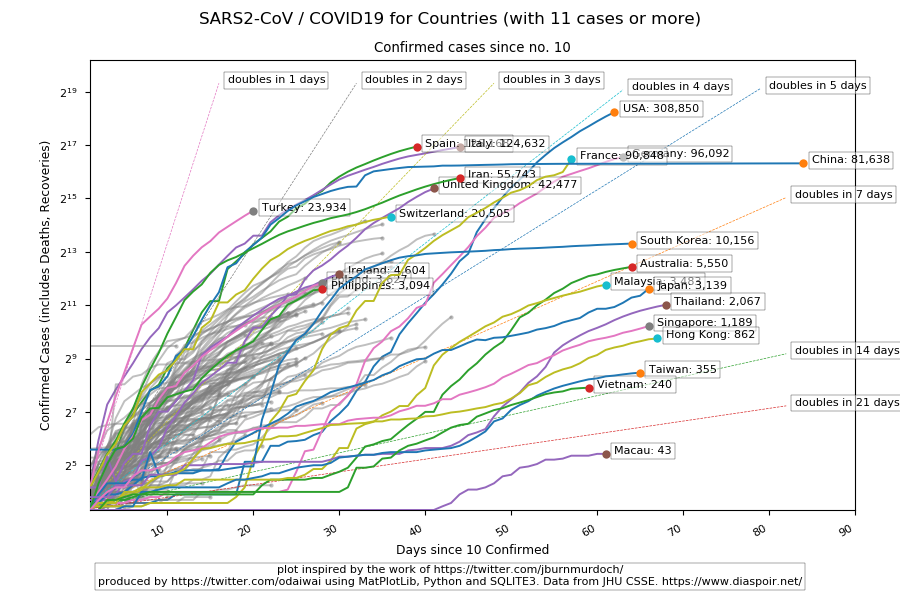 SARS2-CoV / COVID19 for Countries (with 11 cases or more)
Confirmed cases since no. 10
doubles in 1 days
doubles in 2 days
doubles in 3 days
doubles in 4 days
doubles in 5 days
2^19
USA: 308,850
2^17
Spain:
Italy: 124,632
France: 90,848
Germany: 96,092
China: 81,638
Iran: 55,743
United Kingdom: 42,477
2^15
doubles in 7 days
Turkey: 23,934
Switzerland: 20,505
South Korea: 10,156
2^13
Australia: 5,550
Ireland: 4,604
Malaysia: 3,483
Japan: 3,139
Philippines: 3,094
2^11
Thailand: 2,067
Singapore: 1,189
Hong Kong: 862
doubles in 14 days
2^9
Taiwan: 355
Vietnam: 240
doubles in 21 days
2^7
Macau: 43
2^5
Confirmed Cases (includes Deaths, Recoveries)
10 20 30 40 50 60 70 80 90
Days since 10 Confirmed
plot inspired by the work of https://twitter.com/jburnmurdoch/
produced by https://twitter.com/odaiwai using MatPlotLib, Python and SQLITE3. Data from JHU CSSE. https://www.diaspoir.net/